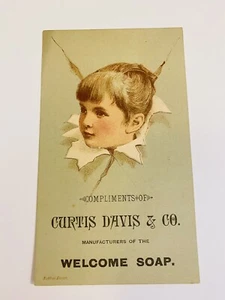 COMPLIMENTS OF
CURTIS DAVIS & CO.
MANUFACTURERS OF THE
WELCOME SOAP.